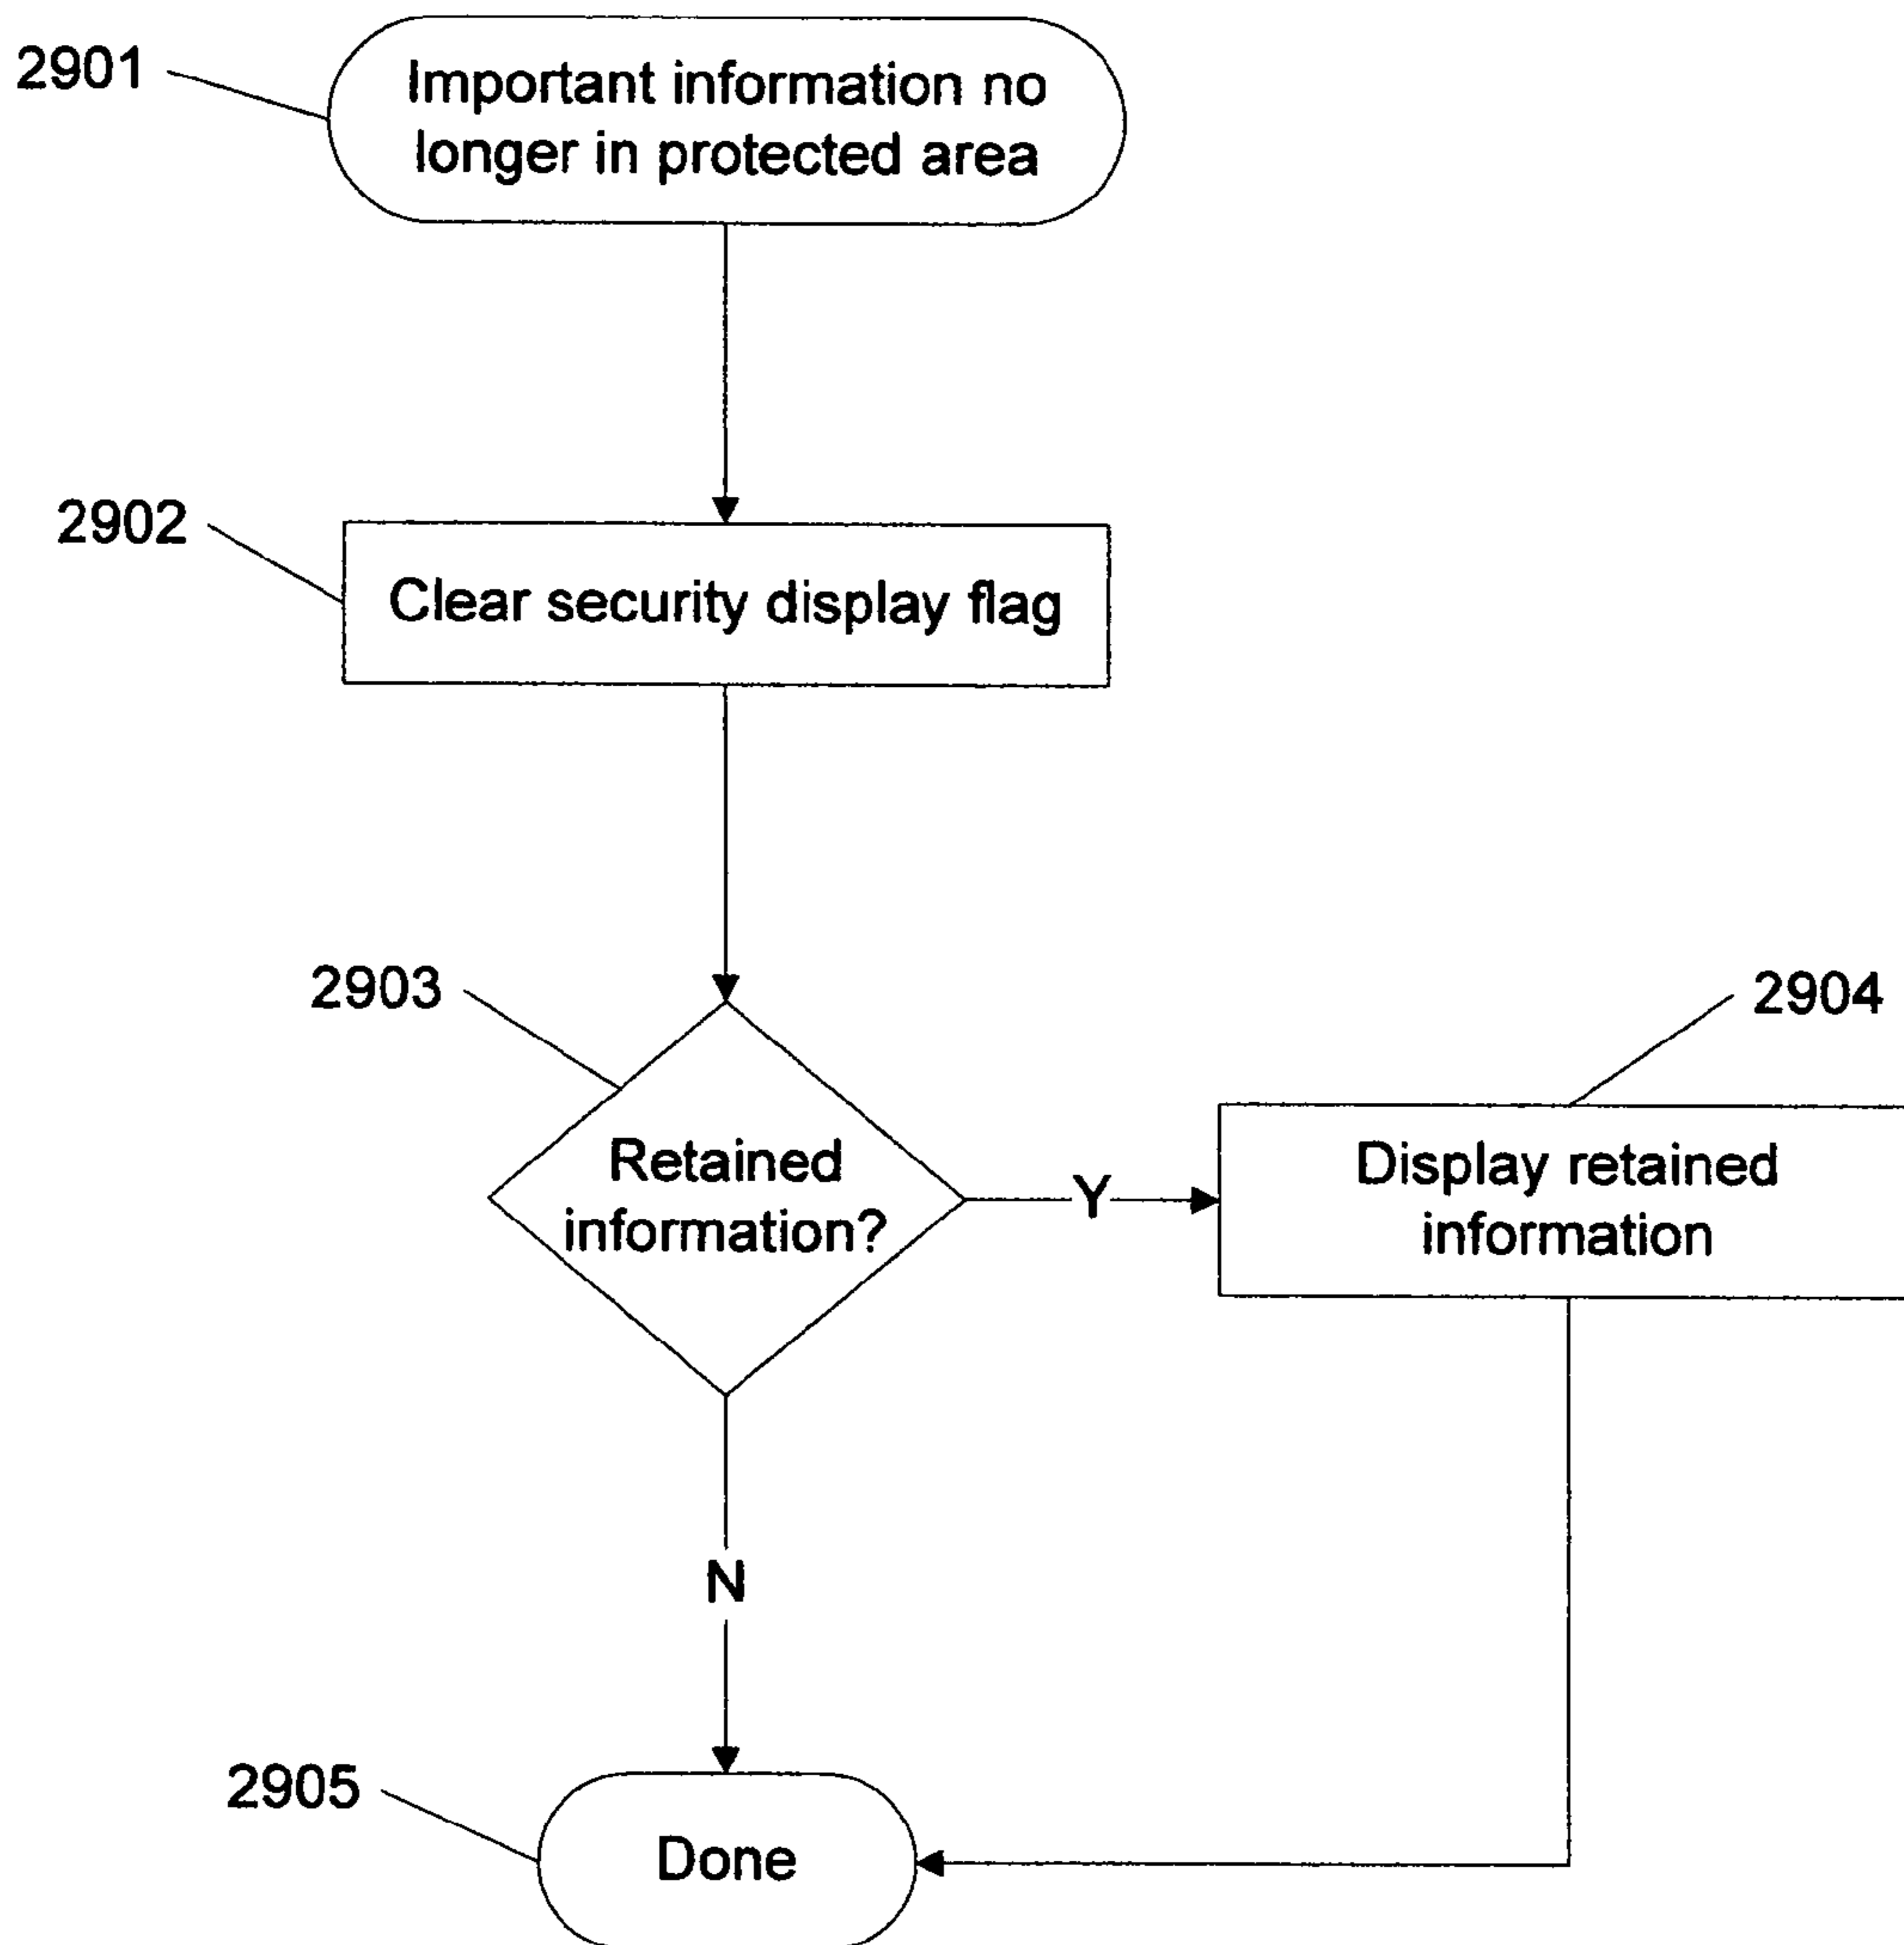 2901
Important information no
longer in protected area
2902
Clear security display flag
2903
2904
Retained
information?
Y
Display retained
information
N
2905
Done